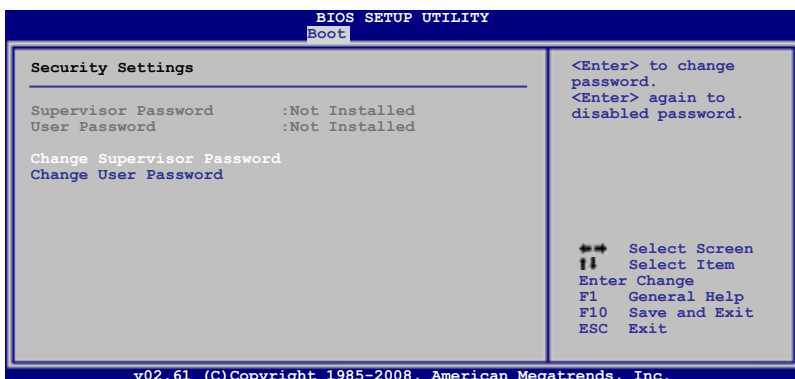 BIOS SETUP UTILITY
Boot
Security Settings
Supervisor Password :Not Installed
User Password :Not Installed
Change Supervisor Password
Change User Password
<Enter> to change
password.
<Enter> again to
disabled password.
←→ Select Screen
↑↓ Select Item
Enter Change
F1 General Help
F10 Save and Exit
ESC Exit
v02.61 (C)Copyright 1985-2008, American Megatrends, Inc.